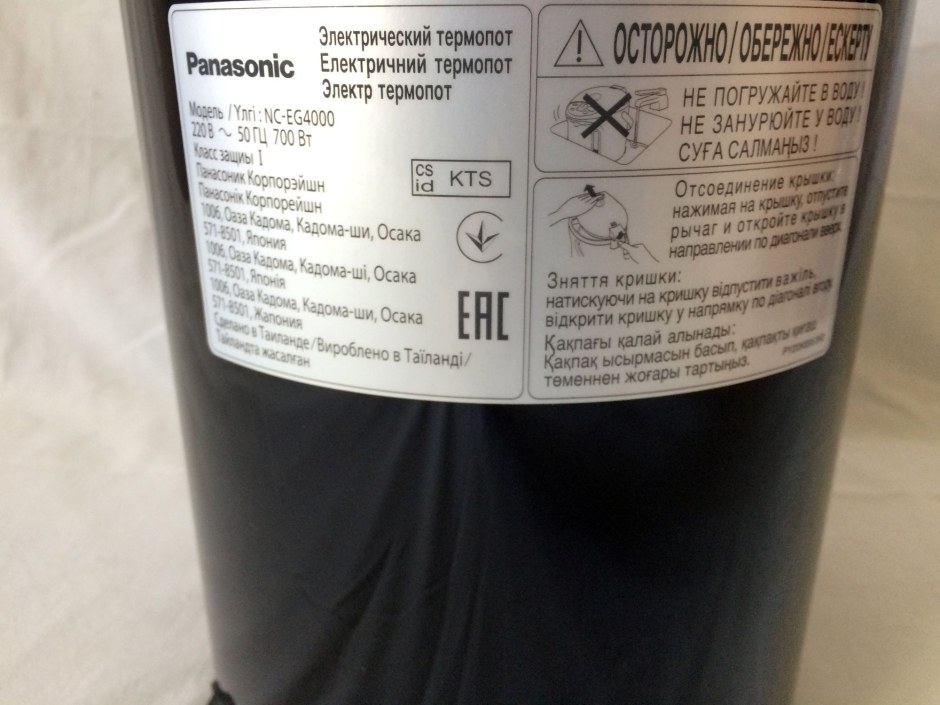 Panasonic
Электрический термопот
Електричний термопот
Электр термопот
Модель / Үлгі : NC-EG4000
220 В ~ 50 ГЦ 700 Вт
Класс защиы I
Панасоник Корпорэйшн
Панасонік Корпорейшн
1006, Оаза Кадома, Кадома-ши, Осака
571-8501, Япония
1006, Оаза Кадома, Кадома-ші, Осака
571-8501, Японія
1006, Оаза Кадома, Кадома-ши, Осака
571-8501, Жапония
Сделано в Таиланде/Вироблено в Таїланді/
Тайландта жасалған
CS
id KTS
EAC
ОСТОРОЖНО/ОБЕРЕЖНО/ЕСКЕРТУ
НЕ ПОГРУЖАЙТЕ В ВОДУ !
НЕ ЗАНУРЮЙТЕ У ВОДУ !
СУҒА САЛМАҢЫЗ !
Отсоединение крышки:
нажимая на крышку, отпустите
рычаг и откройте крышку в
направлении по диагонали вверх.
Зняття кришки:
натискуючи на кришку відпустити важіль,
відкрити кришку у напрямку по діагоналі вгору.
Қақпағы қалай алынады:
Қақпақ ысырмасын басып, қақпақты
төменнен жоғары тартыңыз.